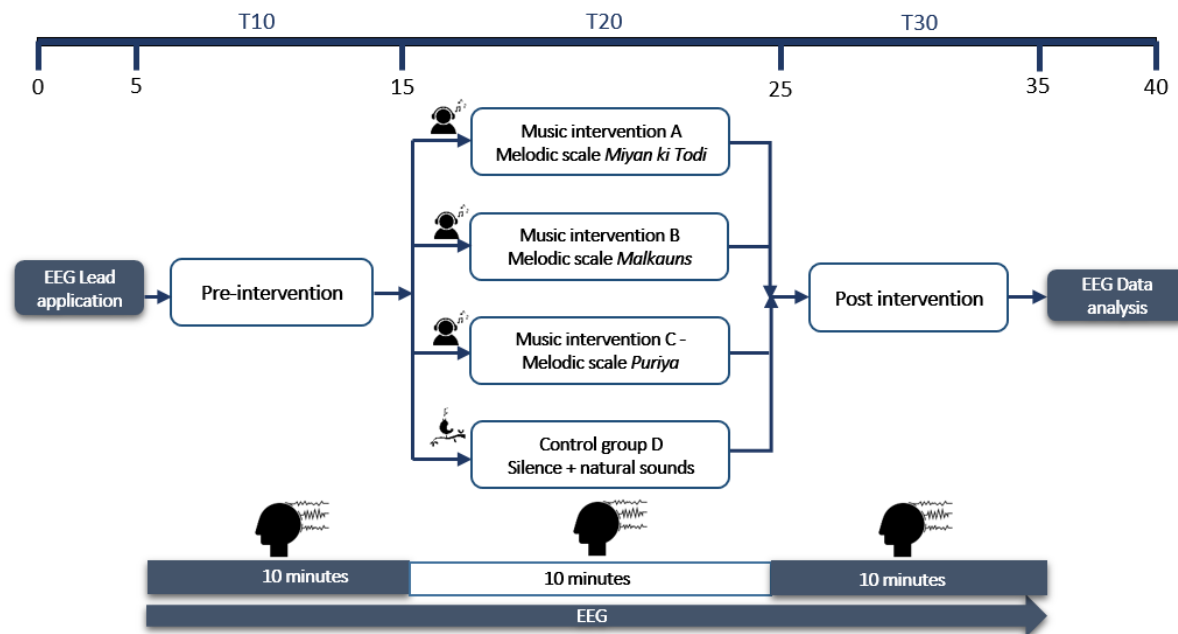 T10 T20 T30
0 5 15 25 35 40
Music intervention A
Melodic scale Miyan ki Todi
Music intervention B
Melodic scale Malkauns
EEG Lead
application
Pre-intervention
Post intervention
EEG Data
analysis
Music intervention C -
Melodic scale Puriya
Control group D
Silence + natural sounds
10 minutes 10 minutes 10 minutes
EEG